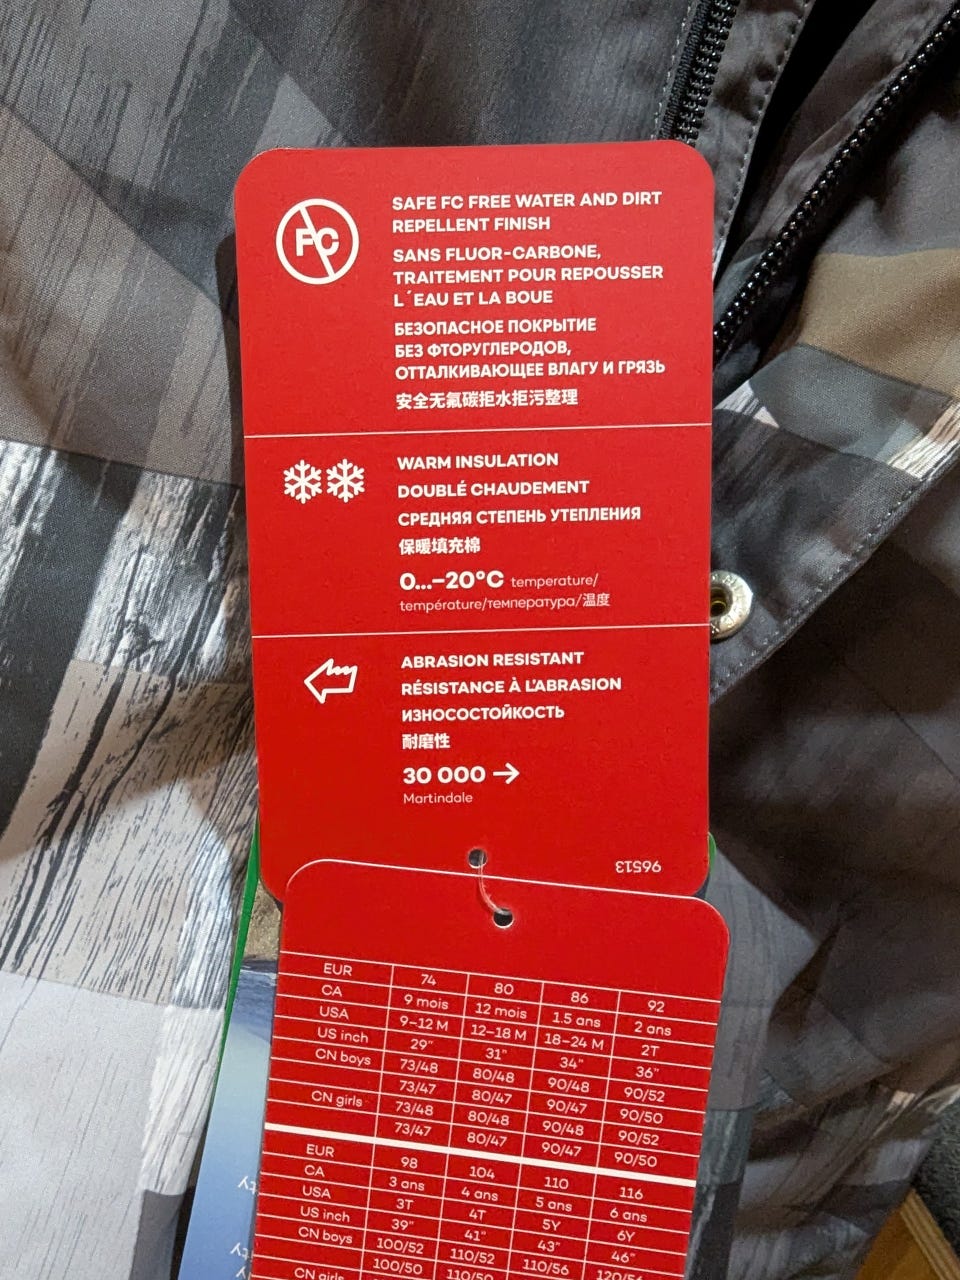 FC
SAFE FC FREE WATER AND DIRT
REPELLENT FINISH
SANS FLUOR-CARBONE,
TRAITEMENT POUR REPOUSSER
L´EAU ET LA BOUE
БЕЗОПАСНОЕ ПОКРЫТИЕ
БЕЗ ФТОРУГЛЕРОДОВ,
ОТТАЛКИВАЮЩЕЕ ВЛАГУ И ГРЯЗЬ
安全无氟碳拒水拒污整理
WARM INSULATION
DOUBLÉ CHAUDEMENT
СРЕДНЯЯ СТЕПЕНЬ УТЕПЛЕНИЯ
保暖填充棉
0...–20°C temperature/
température/температура/温度
ABRASION RESISTANT
RÉSISTANCE À L'ABRASION
ИЗНОСОСТОЙКОСТЬ
耐磨性
30 000 →
Martindale
96513
EUR 74 80 86 92
CA 9 mois 12 mois 1.5 ans 2 ans
USA 9–12 M 12–18 M 18–24 M 2T
US inch 29" 31" 34" 36"
CN boys 73/48 80/48 90/48 90/52
73/47 80/47 90/47 90/50
CN girls 73/48 80/48 90/48 90/52
73/47 80/47 90/47 90/50
EUR 98 104 110 116
CA 3 ans 4 ans 5 ans 6 ans
USA 3T 4T 5Y 6Y
US inch 39" 41" 43" 46"
CN boys 100/52 110/52 110/56
100/50 110/50
CN girls